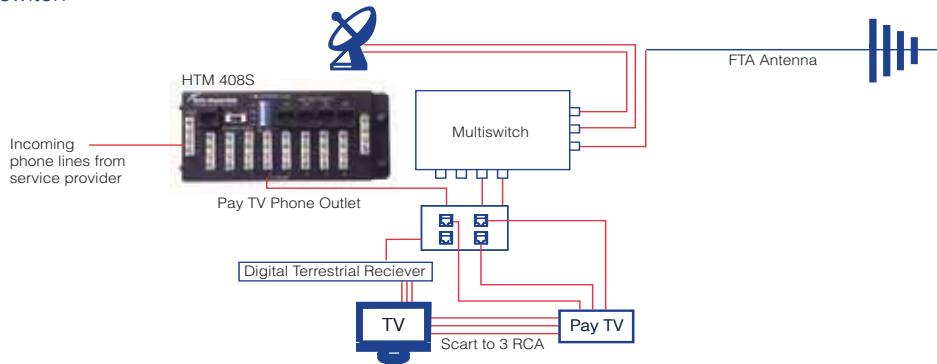 HTM 408S
FTA Antenna
Multiswitch
Incoming
phone lines from
service provider
Pay TV Phone Outlet
Digital Terrestrial Reciever
TV
Pay TV
Scart to 3 RCA